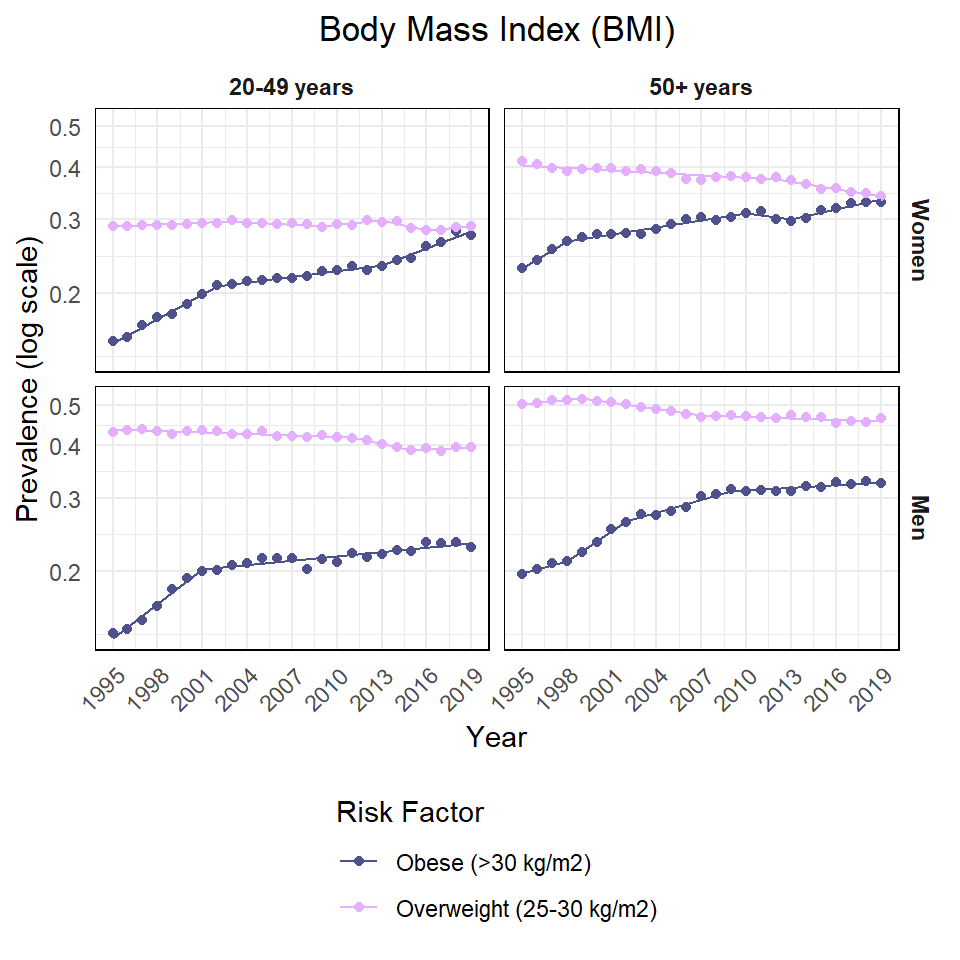 Body Mass Index (BMI)
20-49 years
50+ years
0.5
0.4
0.3
0.2
Women
0.5
0.4
0.3
0.2
Men
Prevalence (log scale)
1995 1998 2001 2004 2007 2010 2013 2016 2019
1995 1998 2001 2004 2007 2010 2013 2016 2019
Year
Risk Factor
Obese (>30 kg/m2)
Overweight (25-30 kg/m2)